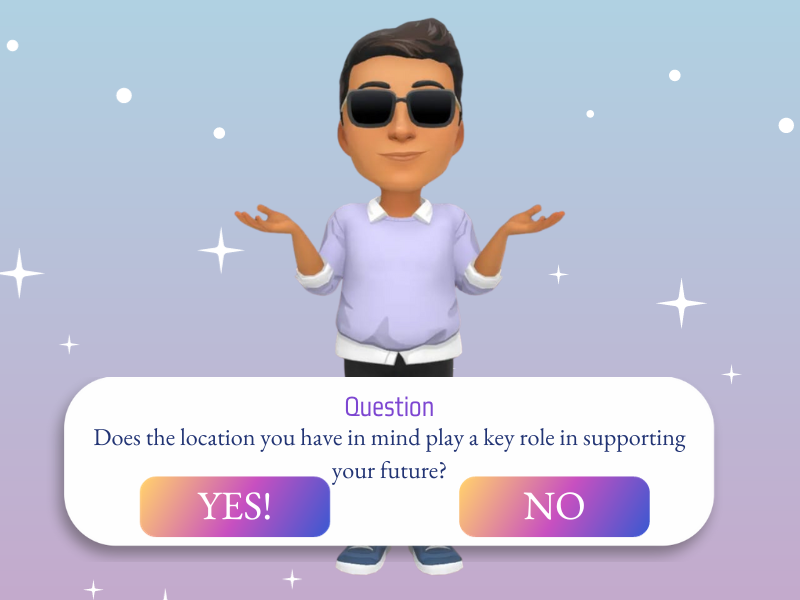 Question
Does the location you have in mind play a key role in supporting
your future?
YES!
NO